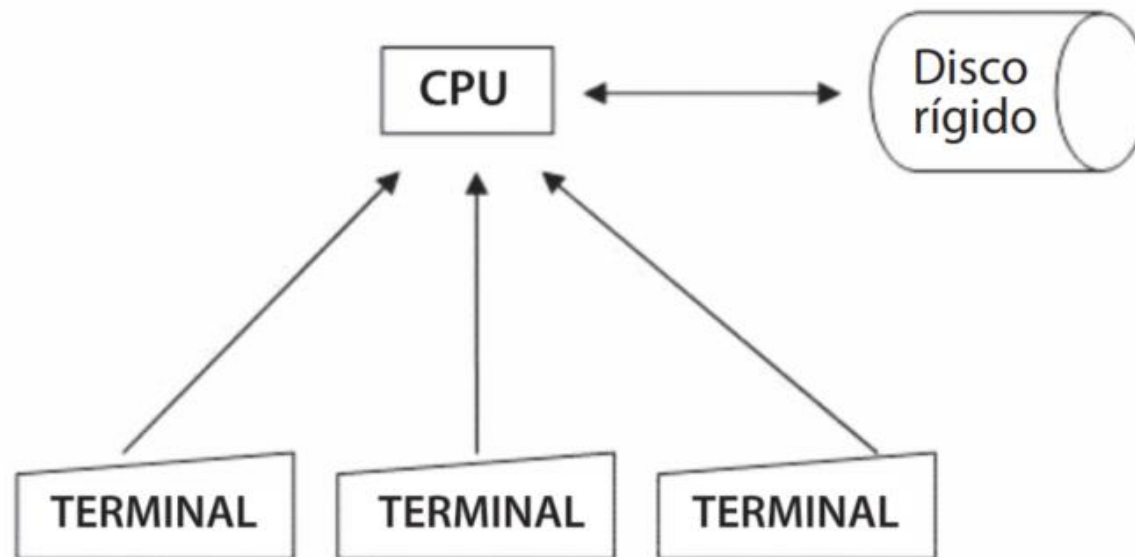 CPU
Disco
rígido
TERMINAL
TERMINAL
TERMINAL